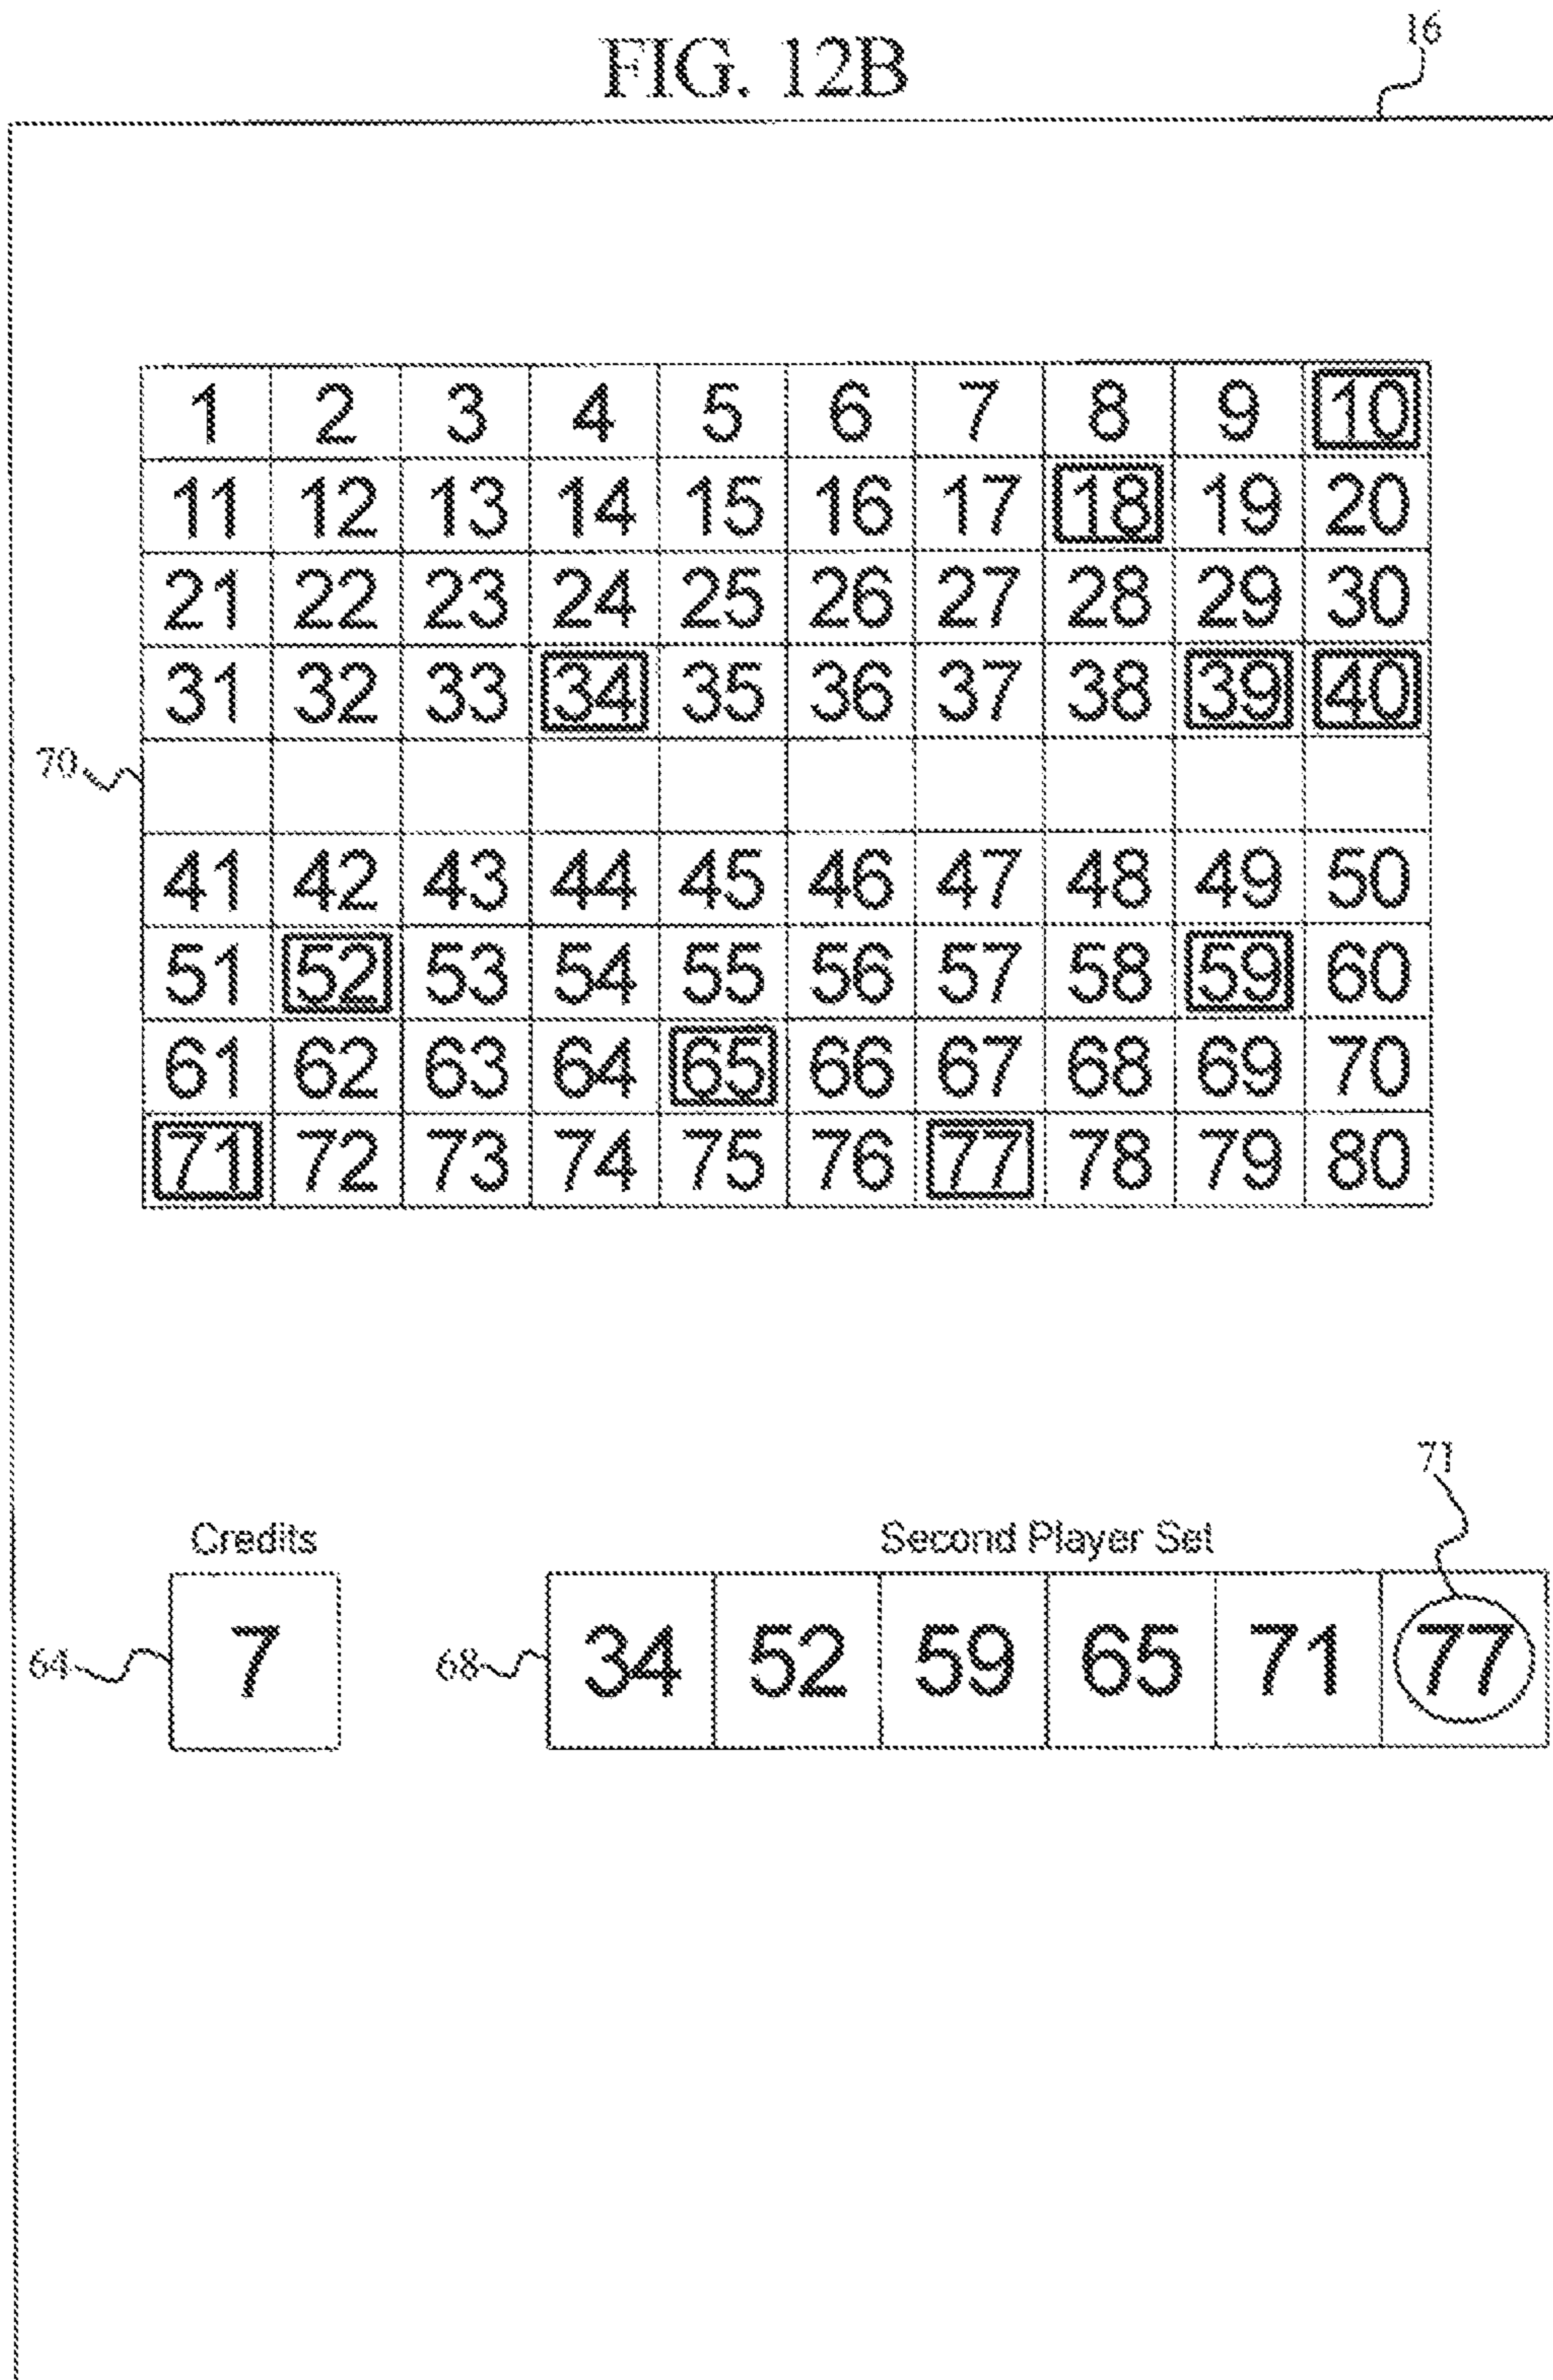 FIG. 12B
16
1 2 3 4 5 6 7 8 9 10
11 12 13 14 15 16 17 18 19 20
21 22 23 24 25 26 27 28 29 30
31 32 33 34 35 36 37 38 39 40
70
41 42 43 44 45 46 47 48 49 50
51 52 53 54 55 56 57 58 59 60
61 62 63 64 65 66 67 68 69 70
71 72 73 74 75 76 77 78 79 80
71
Credits Second Player Set
64 7 68 34 52 59 65 71 77